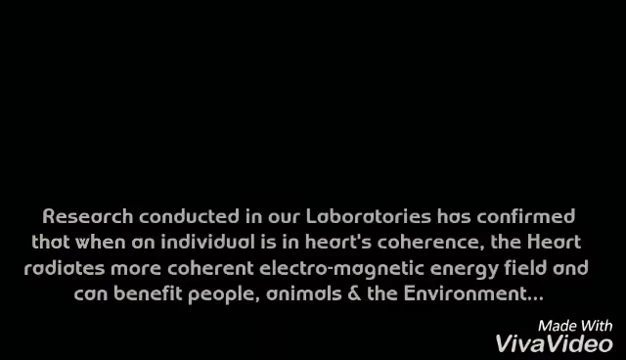 Research conducted in our Laboratories has confirmed
that when an individual is in heart's coherence, the Heart
radiates more coherent electro-magnetic energy field and
can benefit people, animals & the Environment...
Made With
VivaVideo